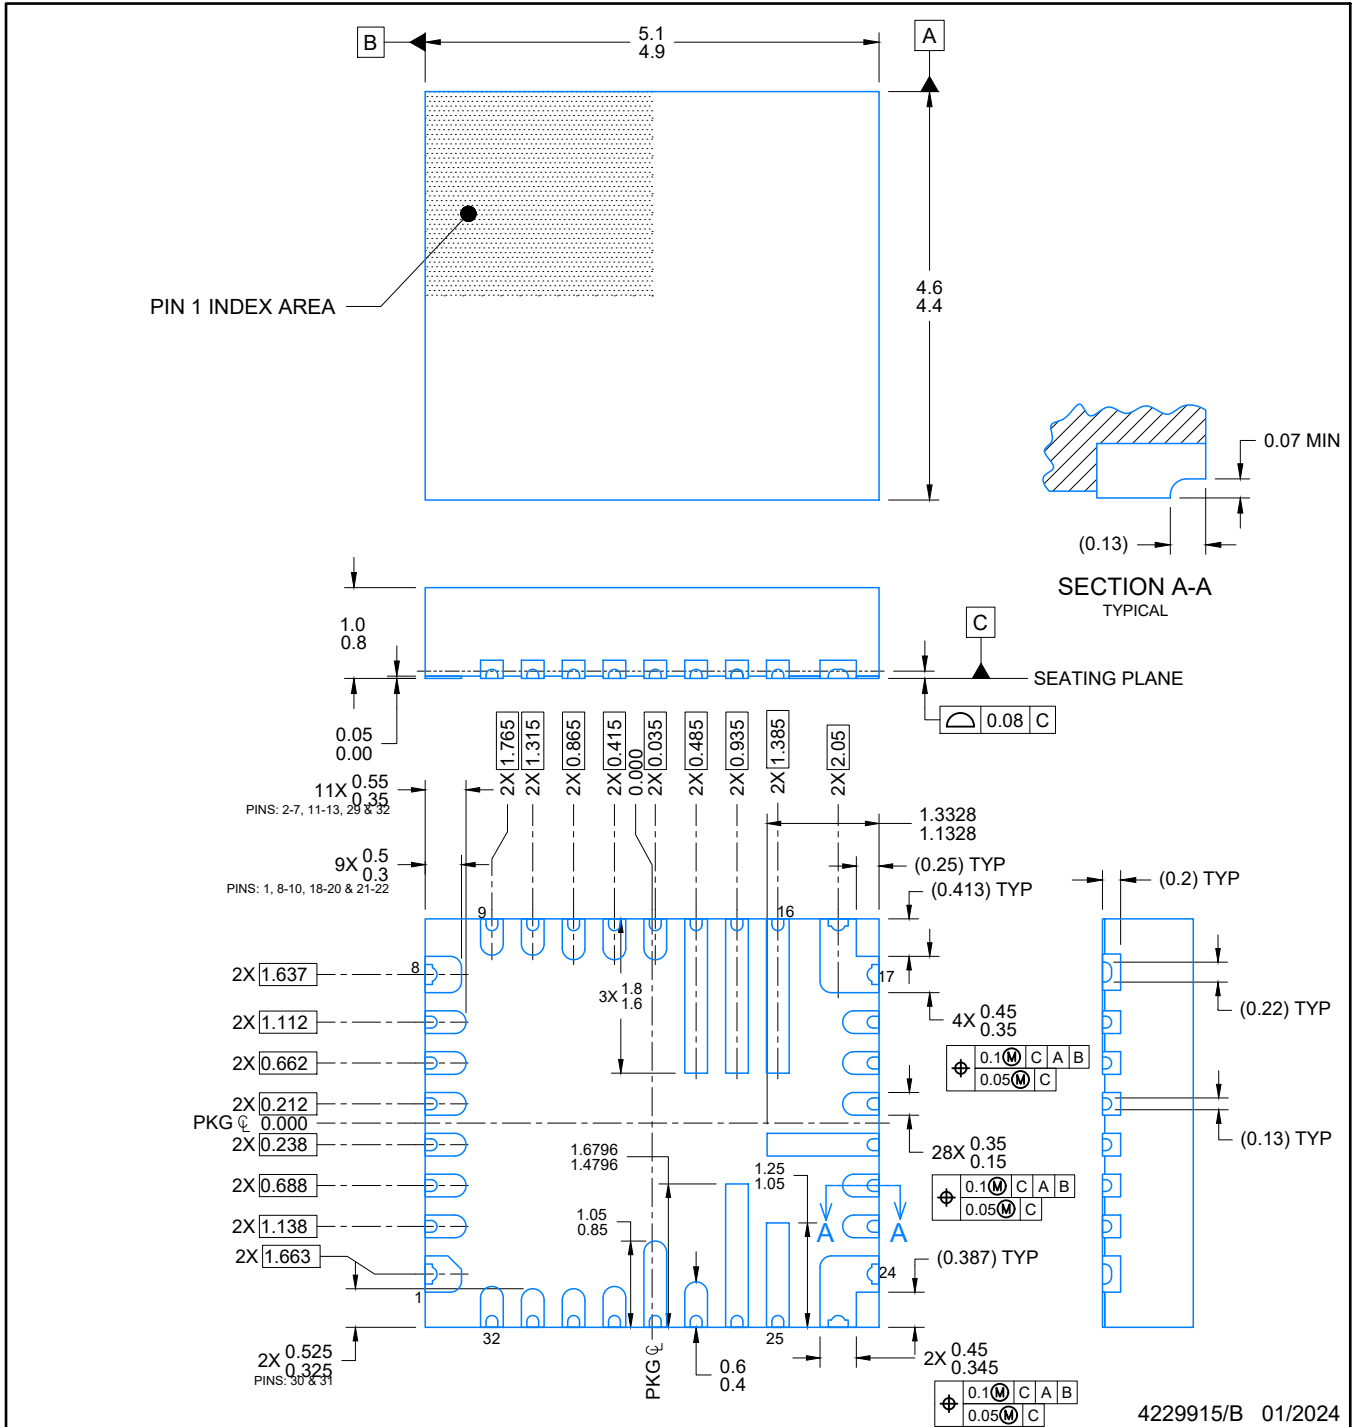 B
5.1
4.9
A
PIN 1 INDEX AREA
4.6
4.4
0.07 MIN
(0.13)
SECTION A-A
TYPICAL
1.0
0.8
C
SEATING PLANE
0.08 C
0.05
0.00
2X 1.765
2X 1.315
2X 0.865
2X 0.415
0.000
2X 0.035
2X 0.485
2X 0.935
2X 1.385
2X 2.05
11X 0.55
0.35
PINS: 2-7, 11-13, 29 & 32
1.3328
1.1328
9X 0.5
0.3
PINS: 1, 8-10, 18-20 & 21-22
(0.25) TYP
(0.413) TYP
(0.2) TYP
9
16
8
17
2X 1.637
3X 1.8
1.6
(0.22) TYP
2X 1.112
4X 0.45
0.35
0.1 M C A B
0.05 M C
2X 0.662
2X 0.212
PKG ℄ 0.000
2X 0.238
(0.13) TYP
28X 0.35
0.15
0.1 M C A B
0.05 M C
1.6796
1.4796
1.25
1.05
2X 0.688
1.05
0.85
A A
2X 1.138
2X 1.663
(0.387) TYP
1
24
32
25
2X 0.525
0.325
PINS: 30 & 31
PKG ℄
0.6
0.4
2X 0.45
0.345
0.1 M C A B
0.05 M C
4229915/B 01/2024